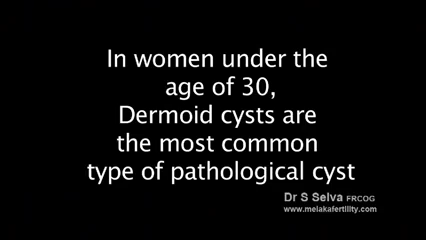 In women under the
age of 30,
Dermoid cysts are
the most common
type of pathological cyst
Dr S Selva FRCOG
www.melakafertility.com